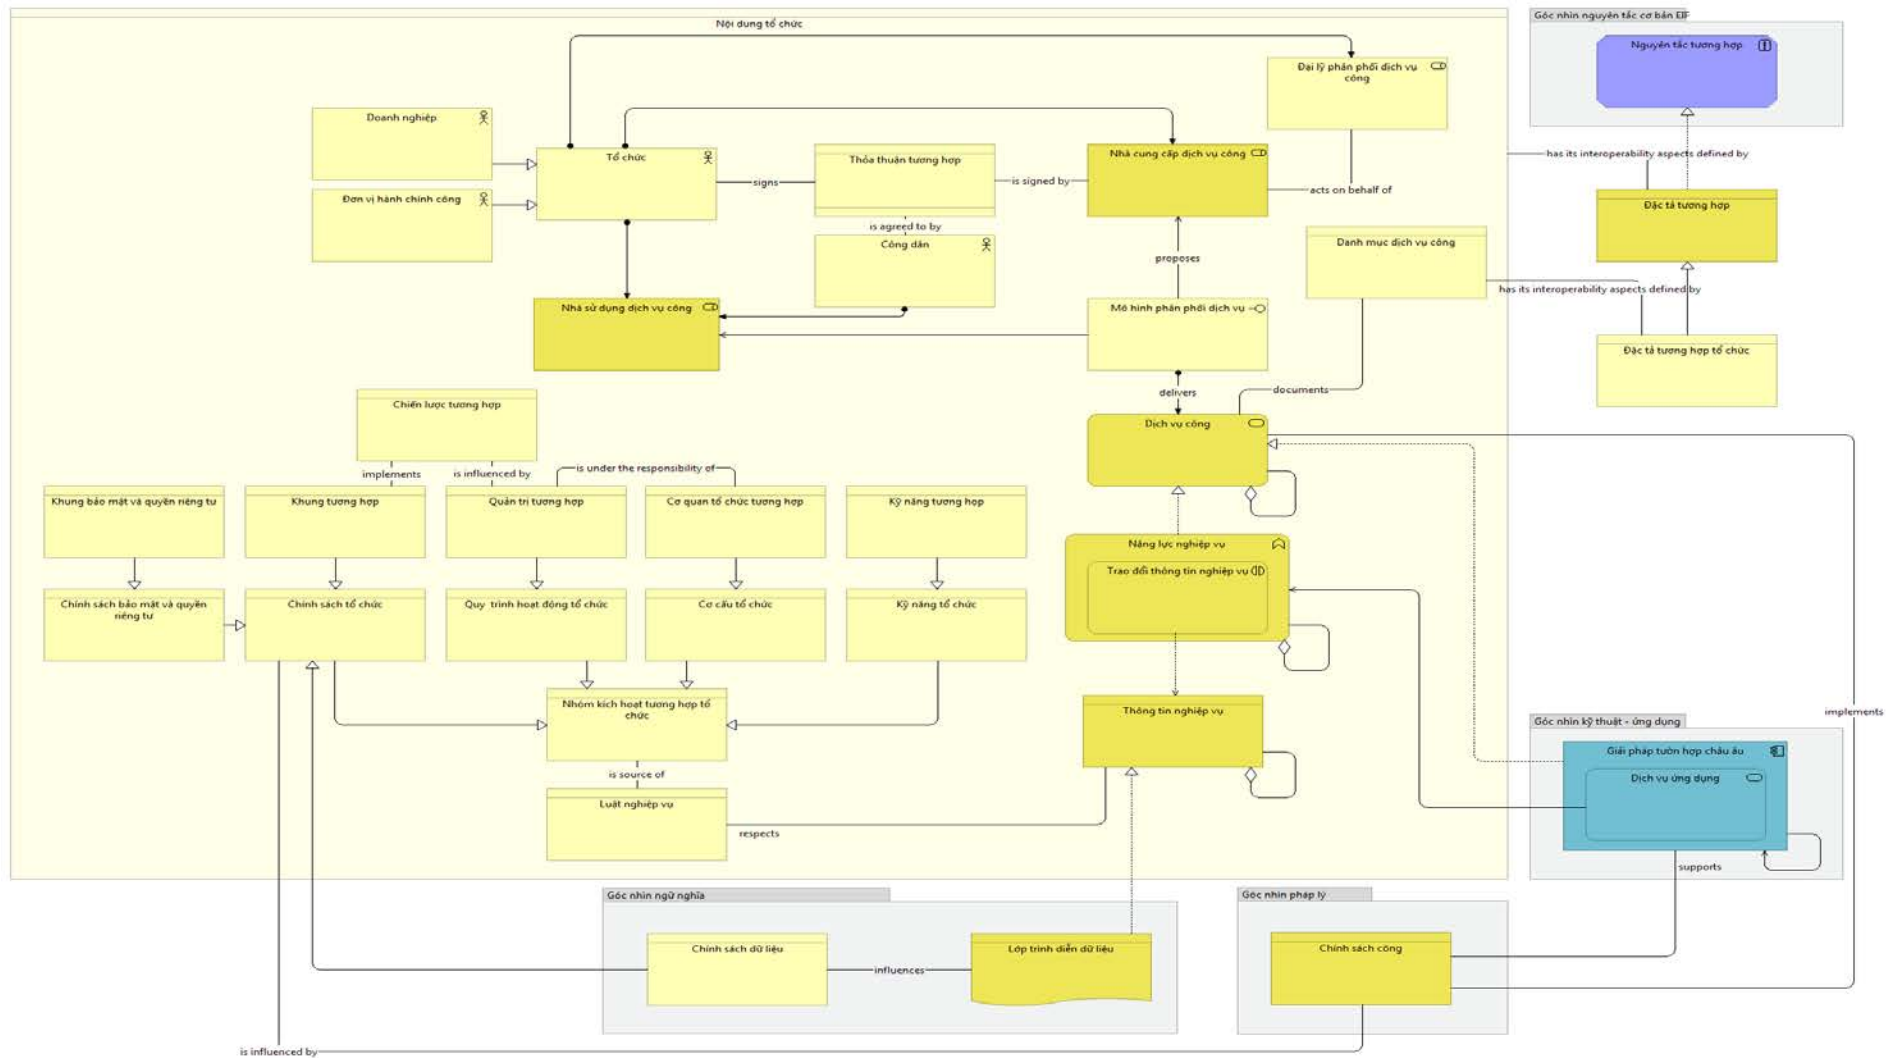 Nội dung tổ chức
Góc nhìn nguyên tắc cơ bản EIF
Nguyên tắc tương hợp
Đại lý phân phối dịch vụ
công
Doanh nghiệp
Tổ chức
Thỏa thuận tương hợp
Nhà cung cấp dịch vụ công
has its interoperability aspects defined by
signs
is signed by
acts on behalf of
Đơn vị hành chính công
Đặc tả tương hợp
is agreed to by
Công dân
Danh mục dịch vụ công
proposes
has its interoperability aspects defined by
Nhà sử dụng dịch vụ công
Mô hình phân phối dịch vụ
Đặc tả tương hợp tổ chức
delivers
documents
Chiến lược tương hợp
Dịch vụ công
implements
is influenced by
is under the responsibility of
Khung bảo mật và quyền riêng tư
Khung tương hợp
Quản trị tương hợp
Cơ quan tổ chức tương hợp
Kỹ năng tương hợp
Năng lực nghiệp vụ
Trao đổi thông tin nghiệp vụ
Chính sách bảo mật và quyền
riêng tư
Chính sách tổ chức
Quy trình hoạt động tổ chức
Cơ cấu tổ chức
Kỹ năng tổ chức
Nhóm kích hoạt tương hợp tổ
chức
Thông tin nghiệp vụ
implements
Góc nhìn kỹ thuật - ứng dụng
Giải pháp tườn hợp châu âu
Dịch vụ ứng dụng
is source of
Luật nghiệp vụ
respects
supports
Góc nhìn ngữ nghĩa
Góc nhìn pháp lý
Chính sách dữ liệu
Lớp trình diễn dữ liệu
Chính sách công
influences
is influenced by